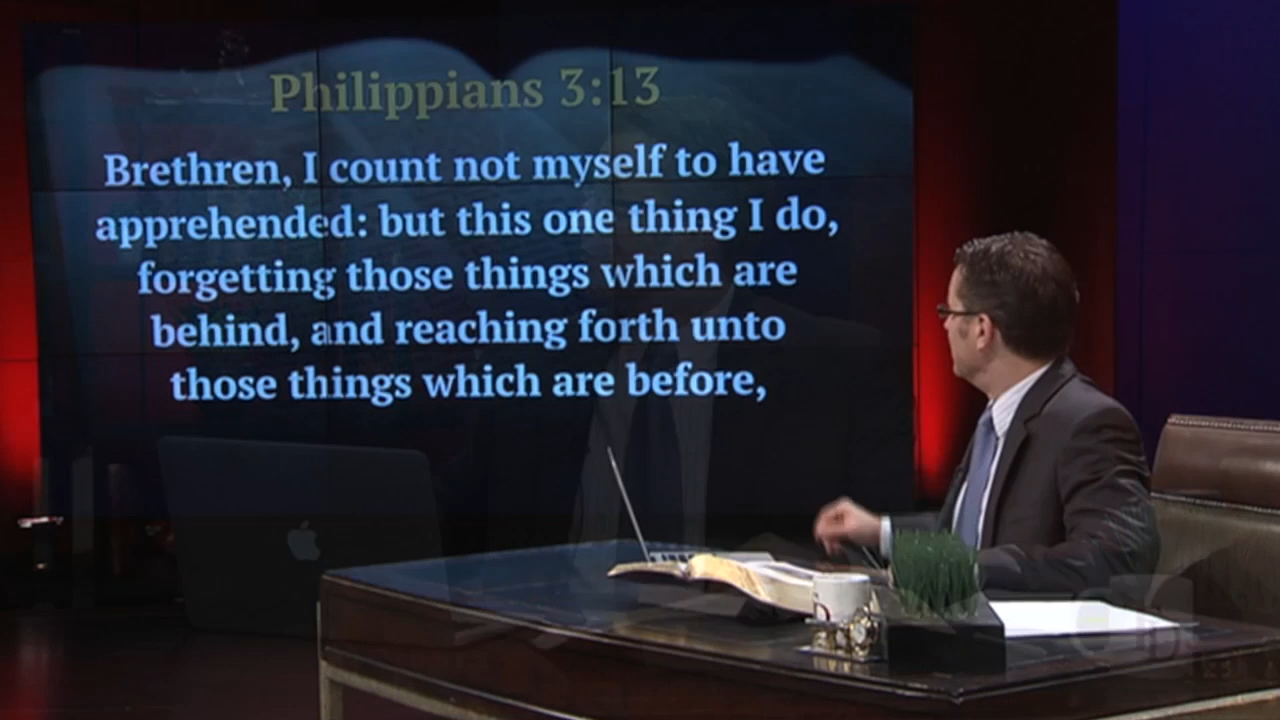 Philippians 3:13
Brethren, I count not myself to have
apprehended: but this one thing I do,
forgetting those things which are
behind, and reaching forth unto
those things which are before,